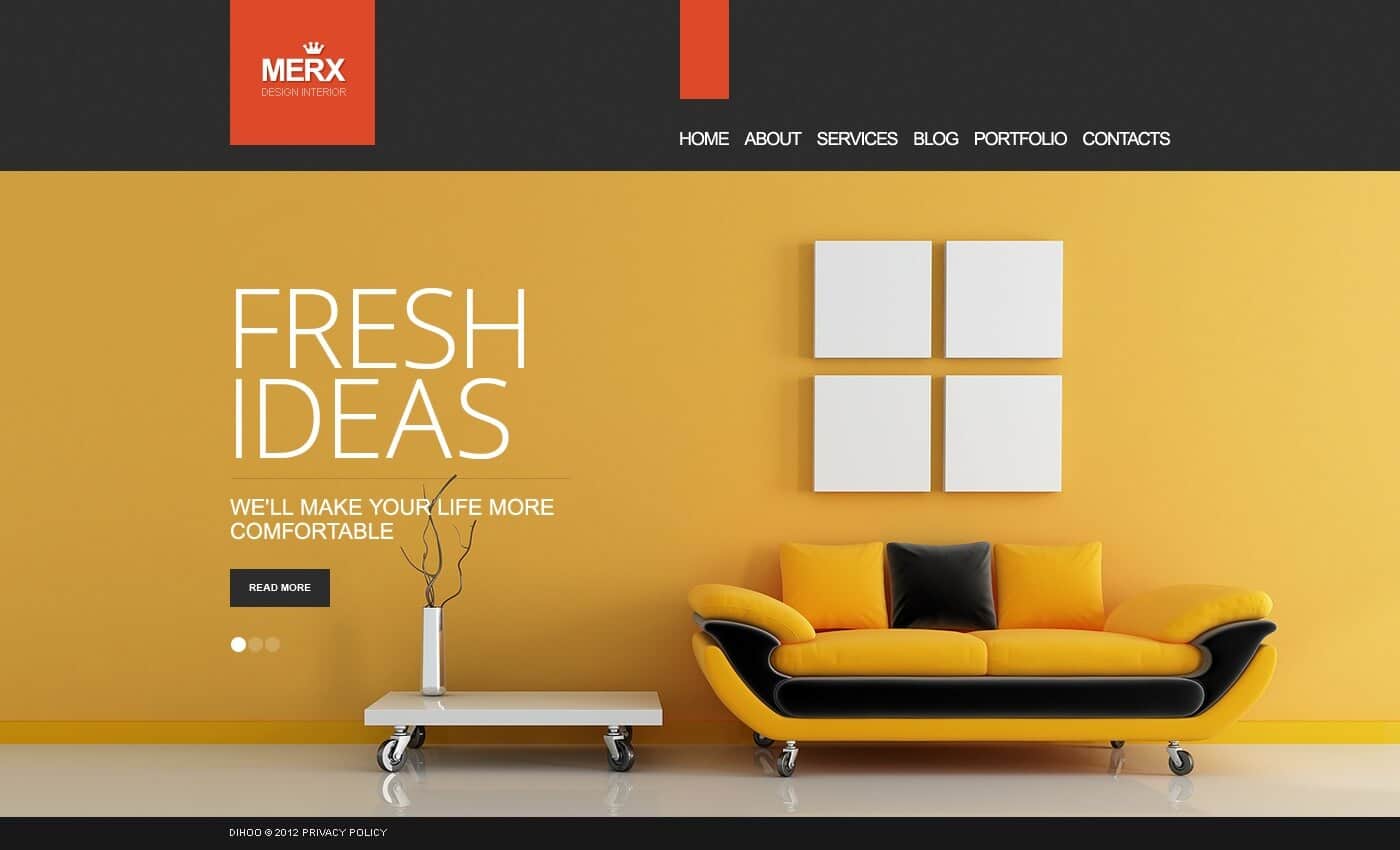 MERX
DESIGN INTERIOR
HOME ABOUT SERVICES BLOG PORTFOLIO CONTACTS
FRESH
IDEAS
WE'LL MAKE YOUR LIFE MORE
COMFORTABLE
READ MORE
DIHOO © 2012 PRIVACY POLICY